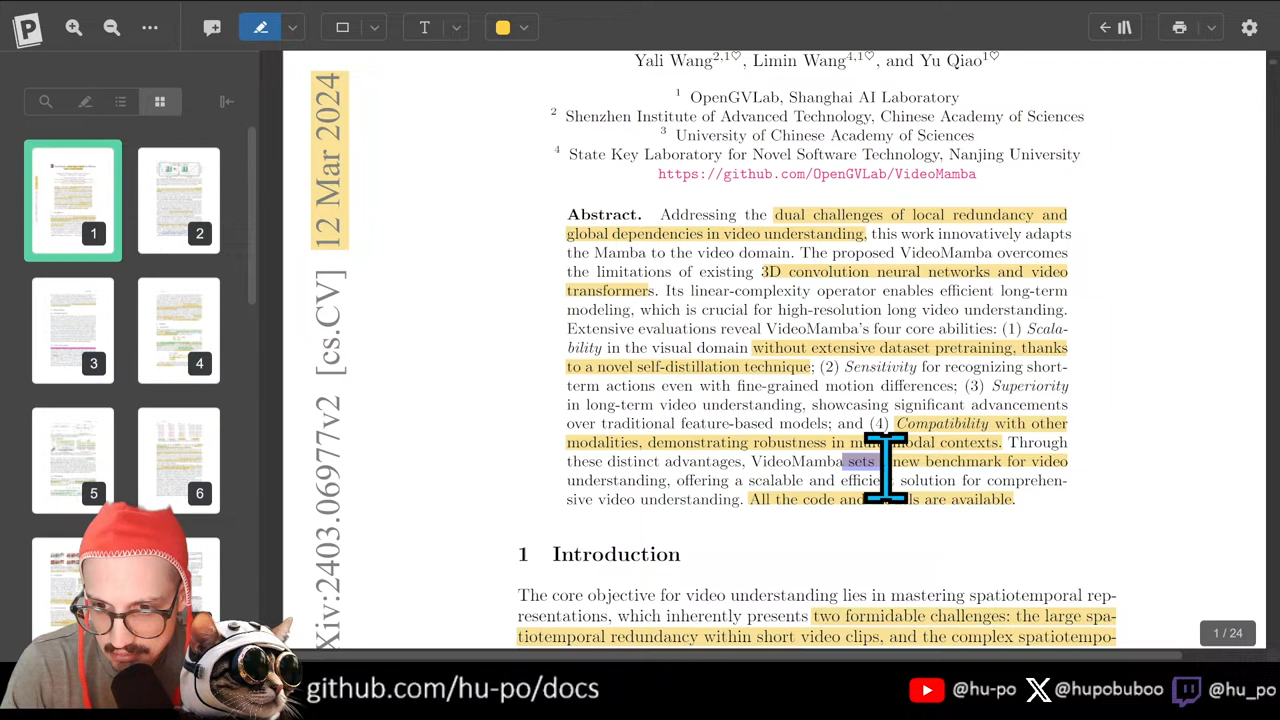 T
Yali Wang2,1♡, Limin Wang4,1♡, and Yu Qiao1♡
1 OpenGVLab, Shanghai AI Laboratory
2 Shenzhen Institute of Advanced Technology, Chinese Academy of Sciences
3 University of Chinese Academy of Sciences
4 State Key Laboratory for Novel Software Technology, Nanjing University
https://github.com/OpenGVLab/VideoMamba
Xiv:2403.06977v2 [cs.CV] 12 Mar 2024
Abstract. Addressing the dual challenges of local redundancy and
global dependencies in video understanding, this work innovatively adapts
the Mamba to the video domain. The proposed VideoMamba overcomes
the limitations of existing 3D convolution neural networks and video
transformers. Its linear-complexity operator enables efficient long-term
modeling, which is crucial for high-resolution long video understanding.
Extensive evaluations reveal VideoMamba's four core abilities: (1) Scala-
bility in the visual domain without extensive dataset pretraining, thanks
to a novel self-distillation technique; (2) Sensitivity for recognizing short-
term actions even with fine-grained motion differences; (3) Superiority
in long-term video understanding, showcasing significant advancements
over traditional feature-based models; and (4) Compatibility with other
modalities, demonstrating robustness in modal contexts. Through
these distinct advantages, VideoMamba sets new benchmark for video
understanding, offering a scalable and efficient solution for comprehen-
sive video understanding. All the code and are available.
1 Introduction
The core objective for video understanding lies in mastering spatiotemporal rep-
resentations, which inherently presents two formidable challenges: the large spa-
tiotemporal redundancy within short video clips, and the complex spatiotempo-
1
2
3
4
5
6
1 / 24
github.com/hu-po/docs
@hu-po
@hupobuboo
@hu_po